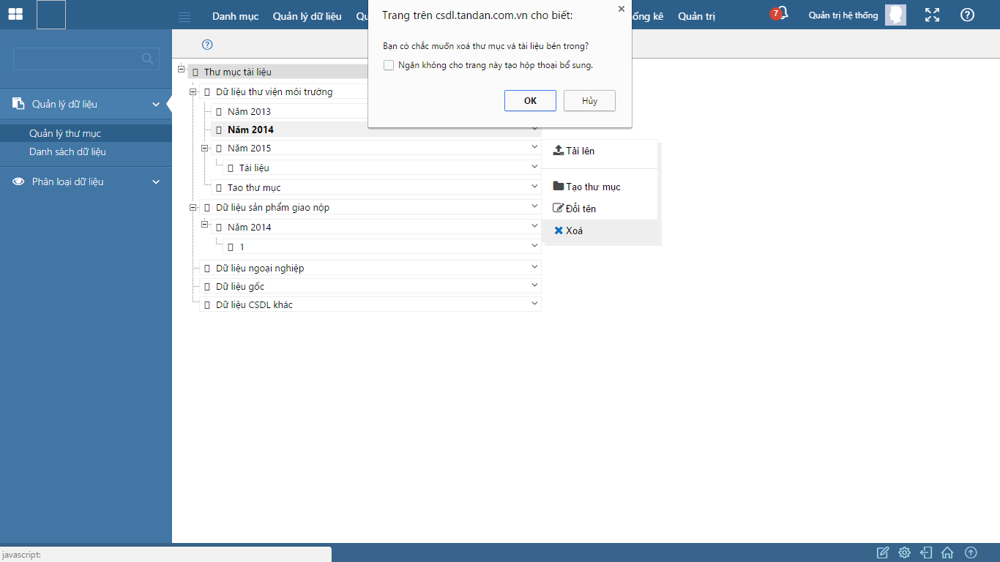 Danh mục Quản lý dữ liệu
Quản trị
7
Quản trị hệ thống
Trang trên csdl.tandan.com.vn cho biết:
Bạn có chắc muốn xoá thư mục và tài liệu bên trong?
Ngăn không cho trang này tạo hộp thoại bổ sung.
OK
Hủy
Quản lý dữ liệu
Quản lý thư mục
Danh sách dữ liệu
Phân loại dữ liệu
Thư mục tài liệu
Dữ liệu thư viện môi trường
Năm 2013
Năm 2014
Năm 2015
Tài liệu
Tao thư mục
Dữ liệu sản phẩm giao nộp
Năm 2014
1
Dữ liệu ngoại nghiệp
Dữ liệu gốc
Dữ liệu CSDL khác
Tải lên
Tạo thư mục
Đổi tên
Xoá
javascript: